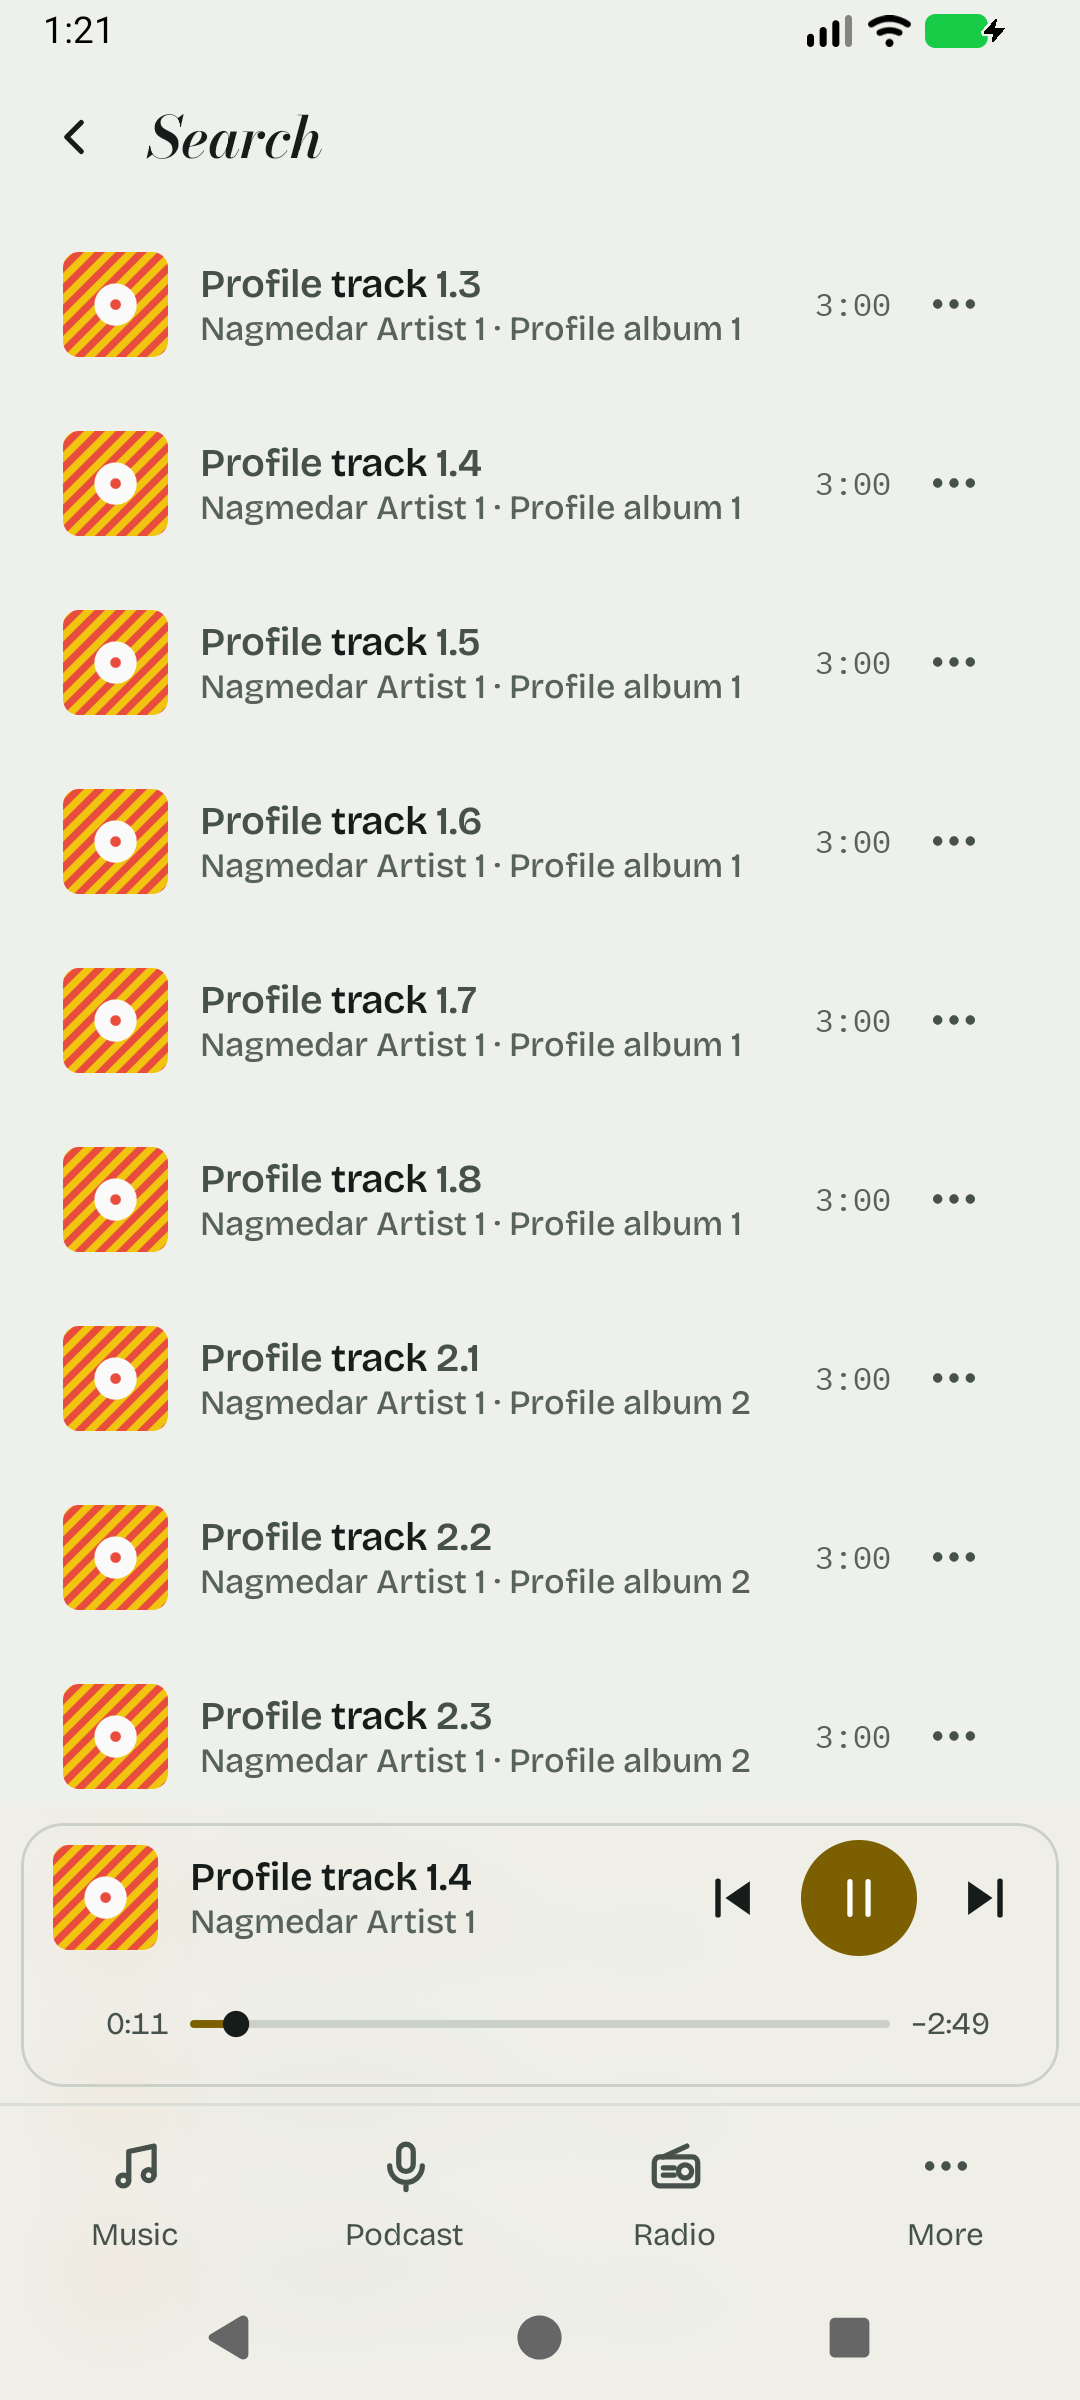 1:21
Search
Profile track 1.3
Nagmedar Artist 1 · Profile album 1
3:00
Profile track 1.4
Nagmedar Artist 1 · Profile album 1
3:00
Profile track 1.5
Nagmedar Artist 1 · Profile album 1
3:00
Profile track 1.6
Nagmedar Artist 1 · Profile album 1
3:00
Profile track 1.7
Nagmedar Artist 1 · Profile album 1
3:00
Profile track 1.8
Nagmedar Artist 1 · Profile album 1
3:00
Profile track 2.1
Nagmedar Artist 1 · Profile album 2
3:00
Profile track 2.2
Nagmedar Artist 1 · Profile album 2
3:00
Profile track 2.3
Nagmedar Artist 1 · Profile album 2
3:00
Profile track 1.4
Nagmedar Artist 1
0:11
-2:49
Music
Podcast
Radio
More